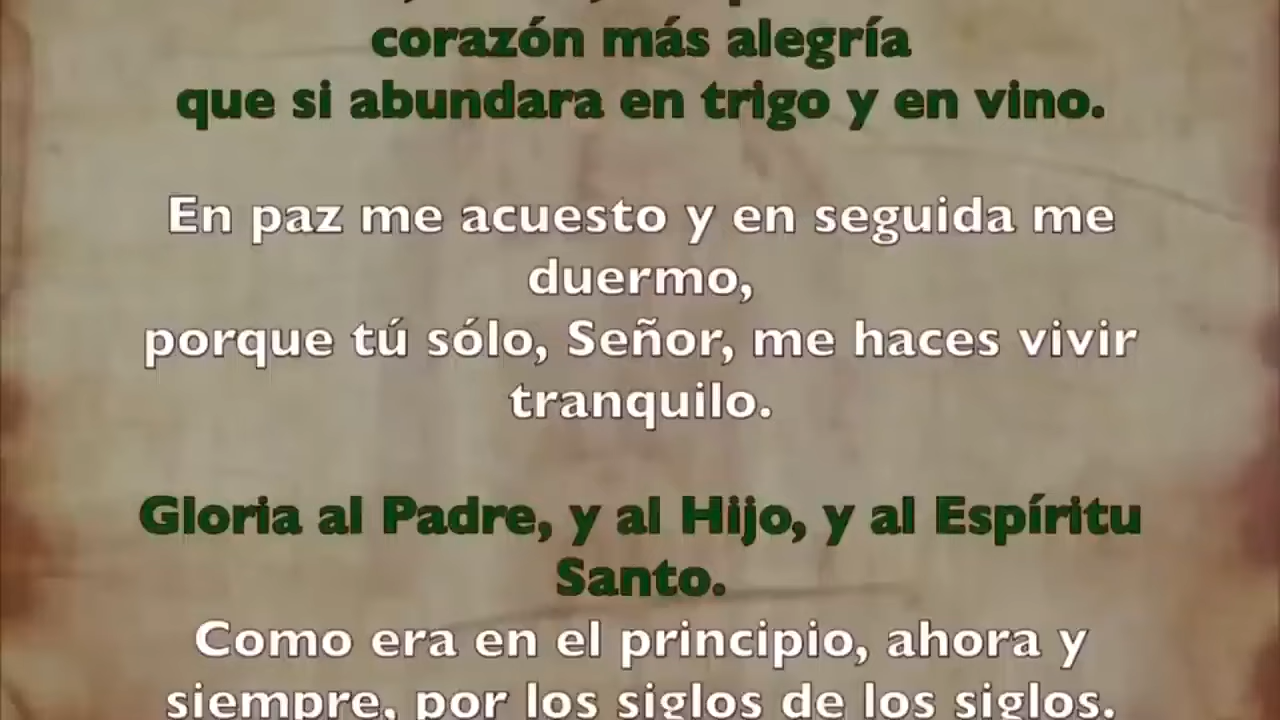 corazón más alegría
que si abundara en trigo y en vino.
En paz me acuesto y en seguida me
duermo,
porque tú sólo, Señor, me haces vivir
tranquilo.
Gloria al Padre, y al Hijo, y al Espíritu
Santo.
Como era en el principio, ahora y
siempre, por los siglos de los siglos.